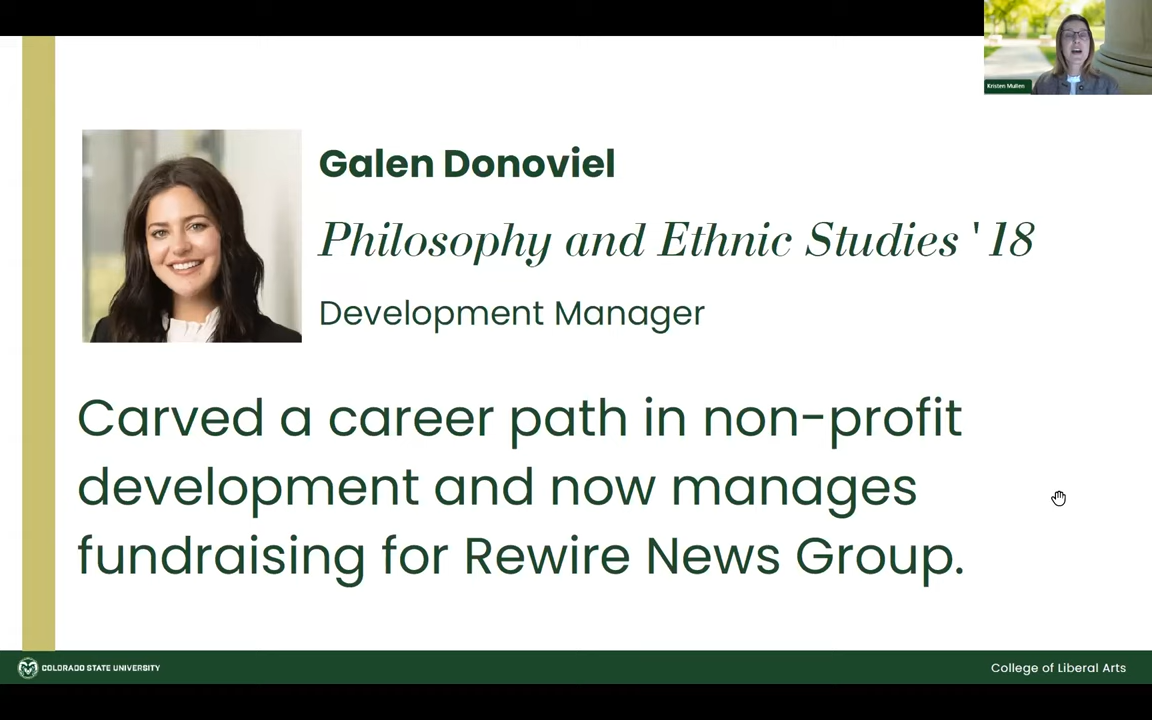 Kristen Mullen
Galen Donoviel
Philosophy and Ethnic Studies '18
Development Manager
Carved a career path in non-profit
development and now manages
fundraising for Rewire News Group.
COLORADO STATE UNIVERSITY
College of Liberal Arts